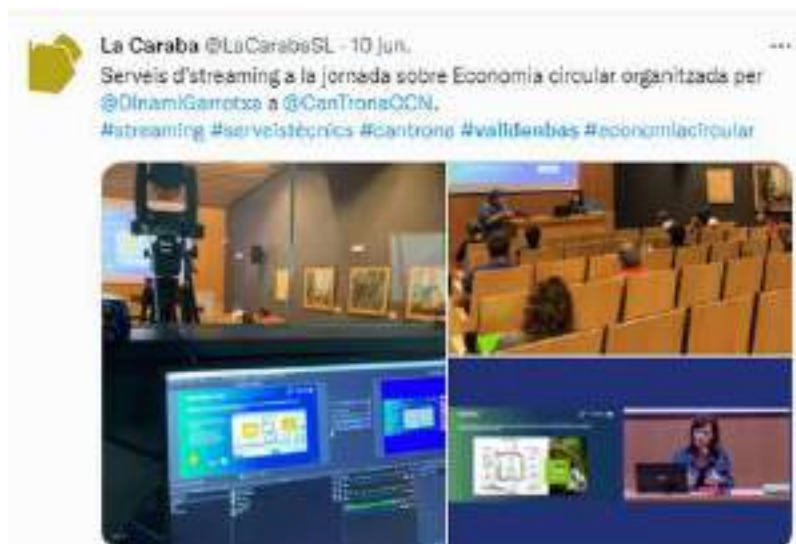 La Caraba @LaCarabaSL · 10 jun.
Serveis d'streaming a la jornada sobre Economia circular organitzada per
@DinamiGarrotxa a @CanTronaCCN.
#streaming #serveistècnics #cantrona #valldenbas #economiacircular